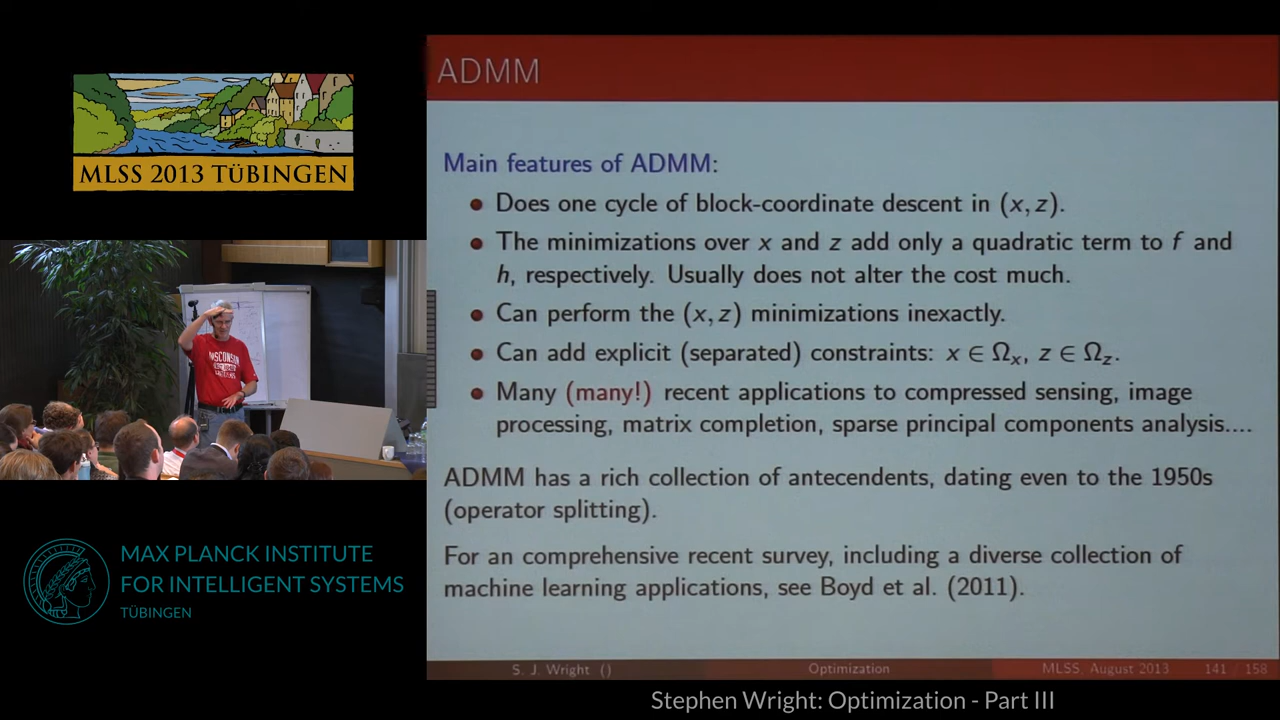 MLSS 2013 TÜBINGEN
WISCONSIN
MAX PLANCK INSTITUTE
FOR INTELLIGENT SYSTEMS
TÜBINGEN
ADMM
Main features of ADMM:
Does one cycle of block-coordinate descent in (x, z).
The minimizations over x and z add only a quadratic term to f and
h, respectively. Usually does not alter the cost much.
Can perform the (x, z) minimizations inexactly.
Can add explicit (separated) constraints: x ∈ Ωx, z ∈ Ωz.
Many (many!) recent applications to compressed sensing, image
processing, matrix completion, sparse principal components analysis....
ADMM has a rich collection of antecendents, dating even to the 1950s
(operator splitting).
For an comprehensive recent survey, including a diverse collection of
machine learning applications, see Boyd et al. (2011).
S. J. Wright () Optimization MLSS, August 2013 141 / 158
Stephen Wright: Optimization - Part III